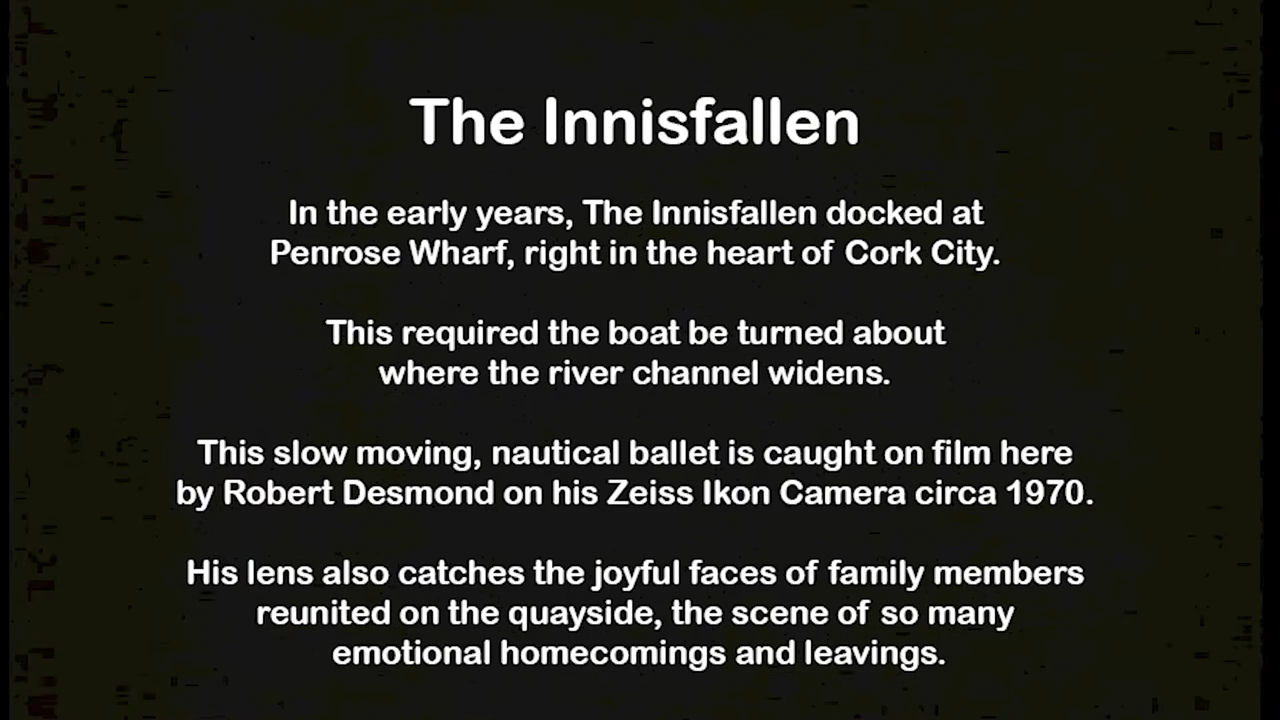 The Innisfallen
In the early years, The Innisfallen docked at
Penrose Wharf, right in the heart of Cork City.
This required the boat be turned about
where the river channel widens.
This slow moving, nautical ballet is caught on film here
by Robert Desmond on his Zeiss Ikon Camera circa 1970.
His lens also catches the joyful faces of family members
reunited on the quayside, the scene of so many
emotional homecomings and leavings.